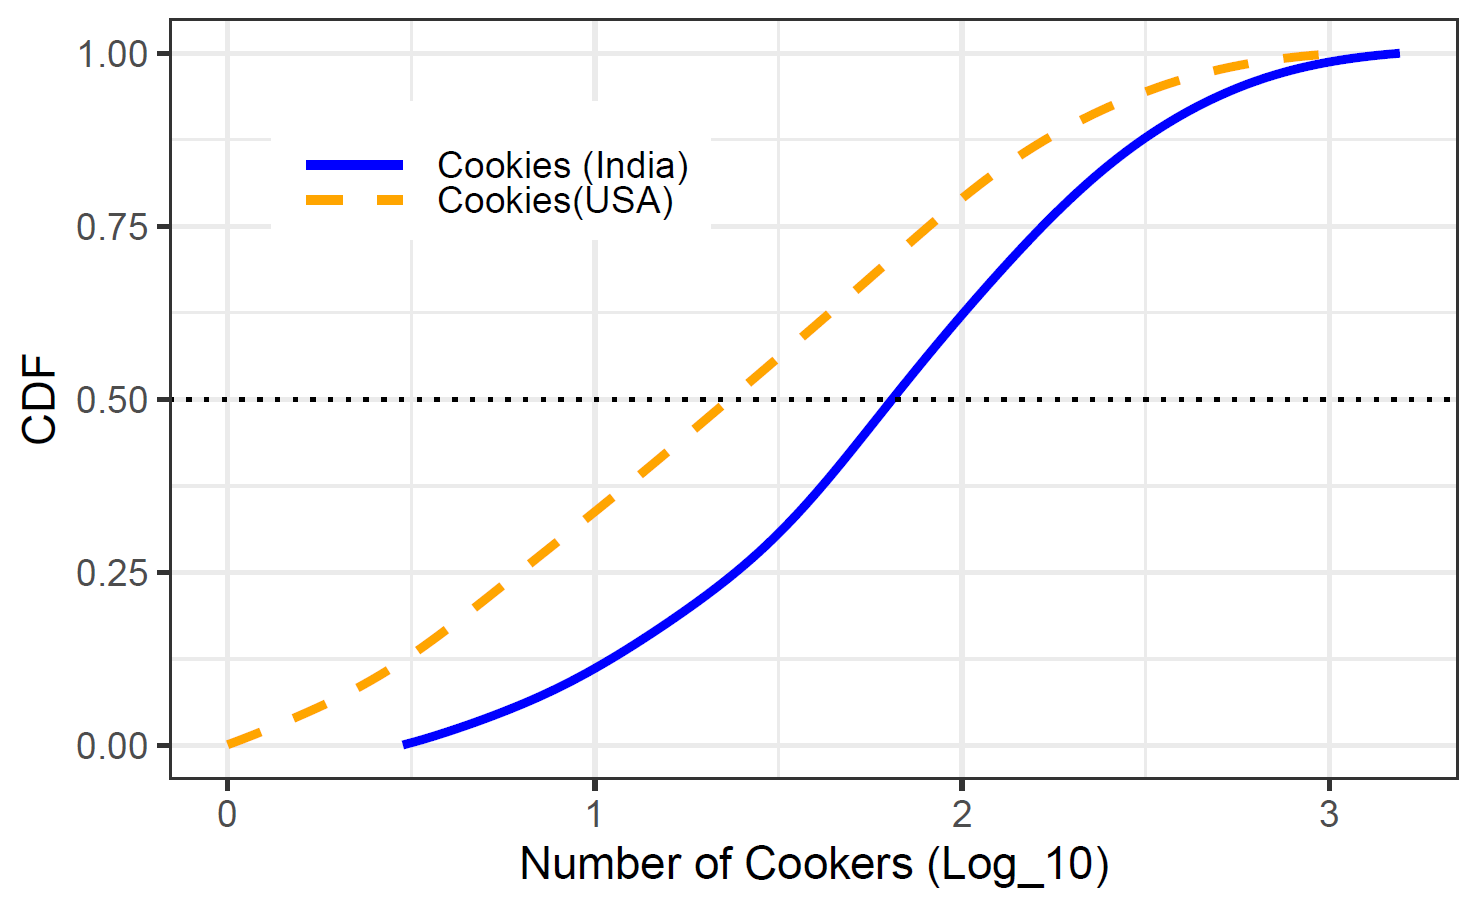 1.00
0.75
0.50
0.25
0.00
CDF
Cookies (India)
Cookies(USA)
0 1 2 3
Number of Cookers (Log_10)